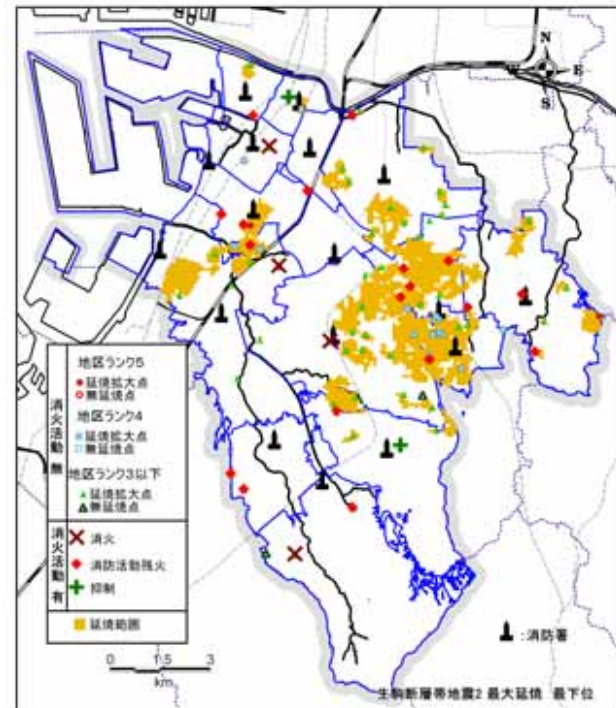 N
E
S
消火活動 無
地区ランク5
延焼拡大点
無延焼点
地区ランク4
延焼拡大点
無延焼点
地区ランク3以下
延焼拡大点
無延焼点
消火活動 有
消火
消防活動残火
抑制
延焼範囲
:消防署
0 1.5 3
km
生駒断層帯地震2 最大延焼 最下位